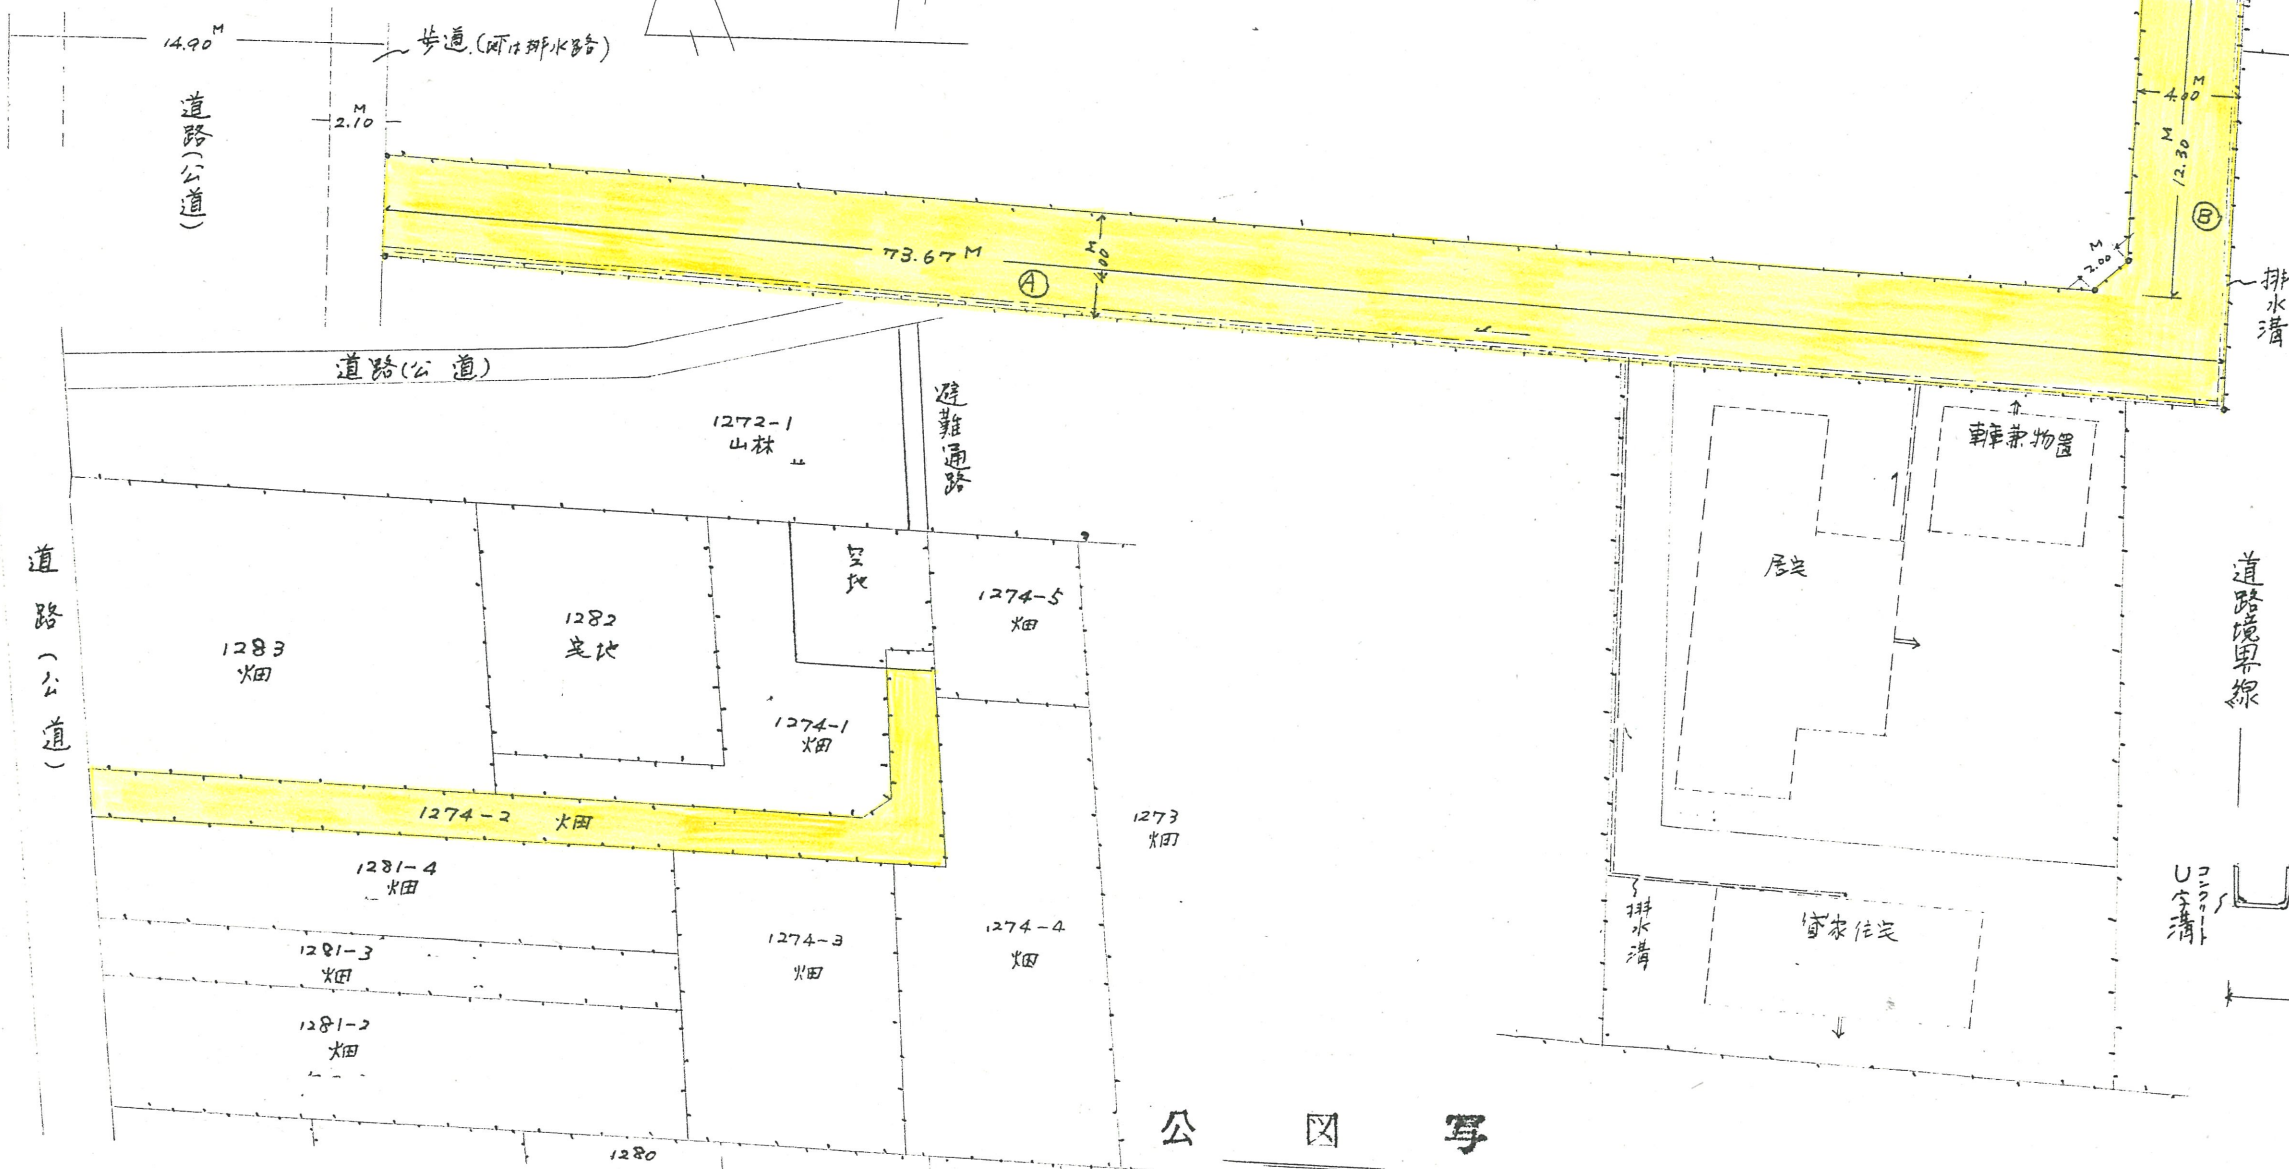 14.90M
歩道.(下は排水路)
道路(公道)
2.10M
4.00M
12.30M
Ⓑ
73.67M
4.00M
Ⓐ
2.00M
排水溝
道路(公道)
避難通路
1272-1
山林
車庫兼物置
居宅
空地
1274-5
畑
1282
宅地
1283
畑
道路(公道)
道路境界線
1274-1
畑
1274-2 畑
1273
畑
1281-4
畑
コンクリート
U字溝
1274-3
畑
1274-4
畑
排水溝
貸家住宅
1281-3
畑
1281-2
畑
公図写
1280